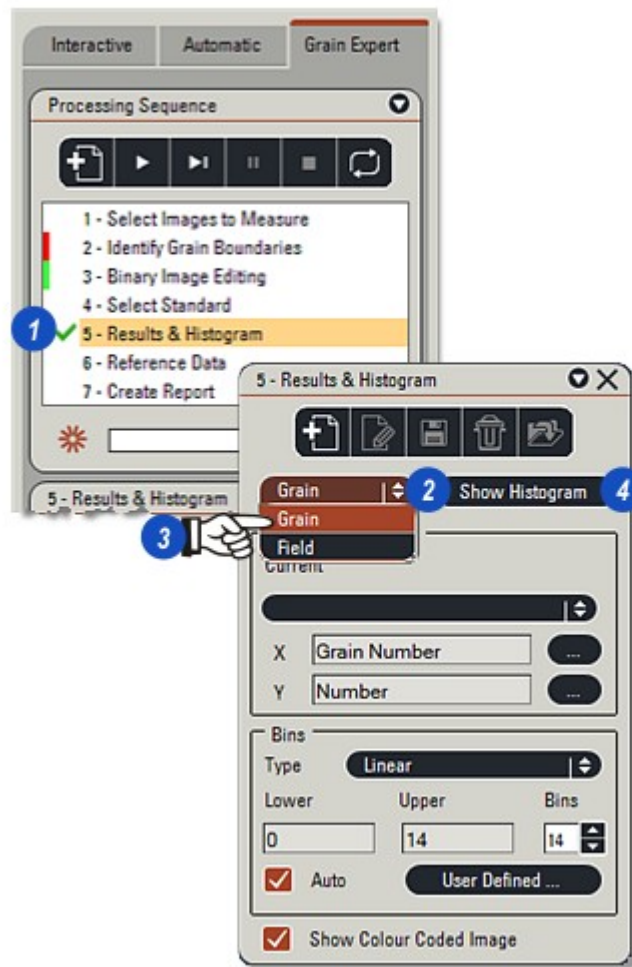 Interactive Automatic Grain Expert
Processing Sequence
1 - Select Images to Measure
2 - Identify Grain Boundaries
3 - Binary Image Editing
4 - Select Standard
1
5 - Results & Histogram
6 - Reference Data
7 - Create Report
5 - Results & Histogram
5 - Results & Histogram
Grain 2 Show Histogram 4
3
Grain
Field
Current
X Grain Number ...
Y Number ...
Bins
Type Linear
Lower Upper Bins
0 14 14
Auto User Defined ...
Show Colour Coded Image